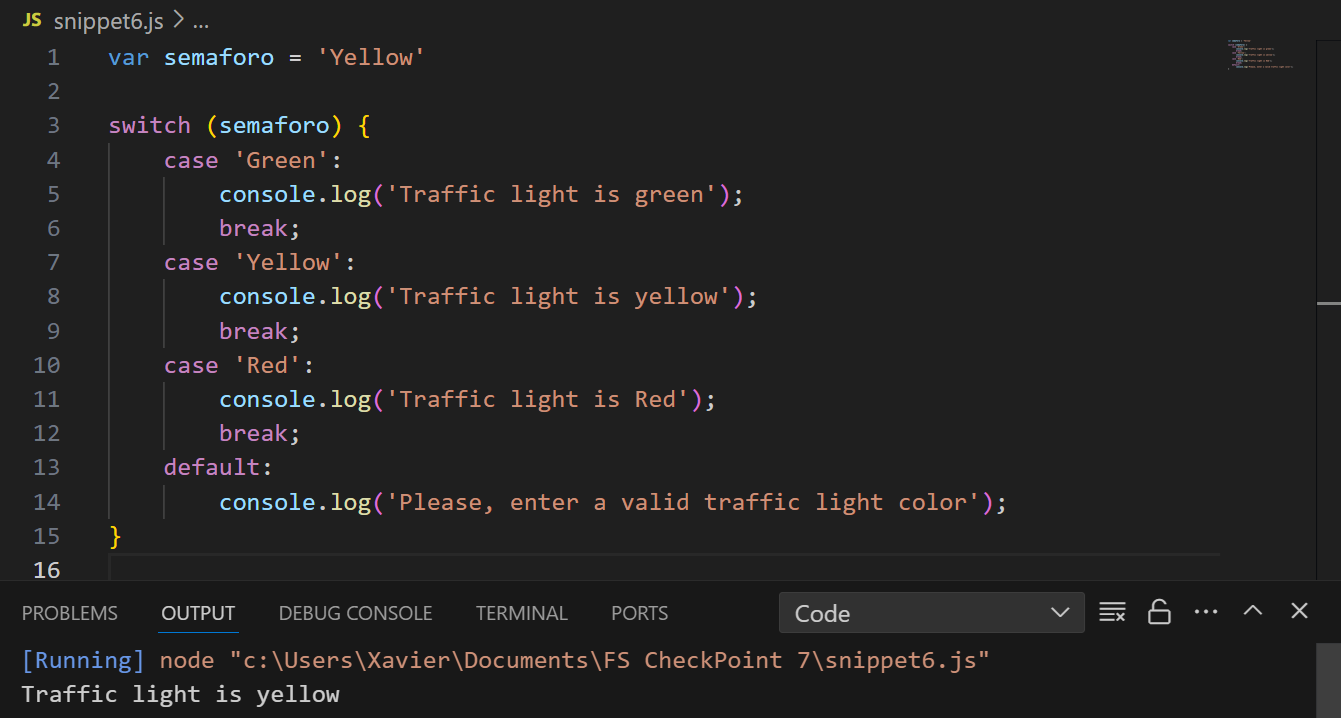 JS snippet6.js > ...
1 var semaforo = 'Yellow'
2
3 switch (semaforo) {
4 case 'Green':
5 console.log('Traffic light is green');
6 break;
7 case 'Yellow':
8 console.log('Traffic light is yellow');
9 break;
10 case 'Red':
11 console.log('Traffic light is Red');
12 break;
13 default:
14 console.log('Please, enter a valid traffic light color');
15 }
16
PROBLEMS OUTPUT DEBUG CONSOLE TERMINAL PORTS Code
[Running] node "c:\Users\Xavier\Documents\FS CheckPoint 7\snippet6.js"
Traffic light is yellow